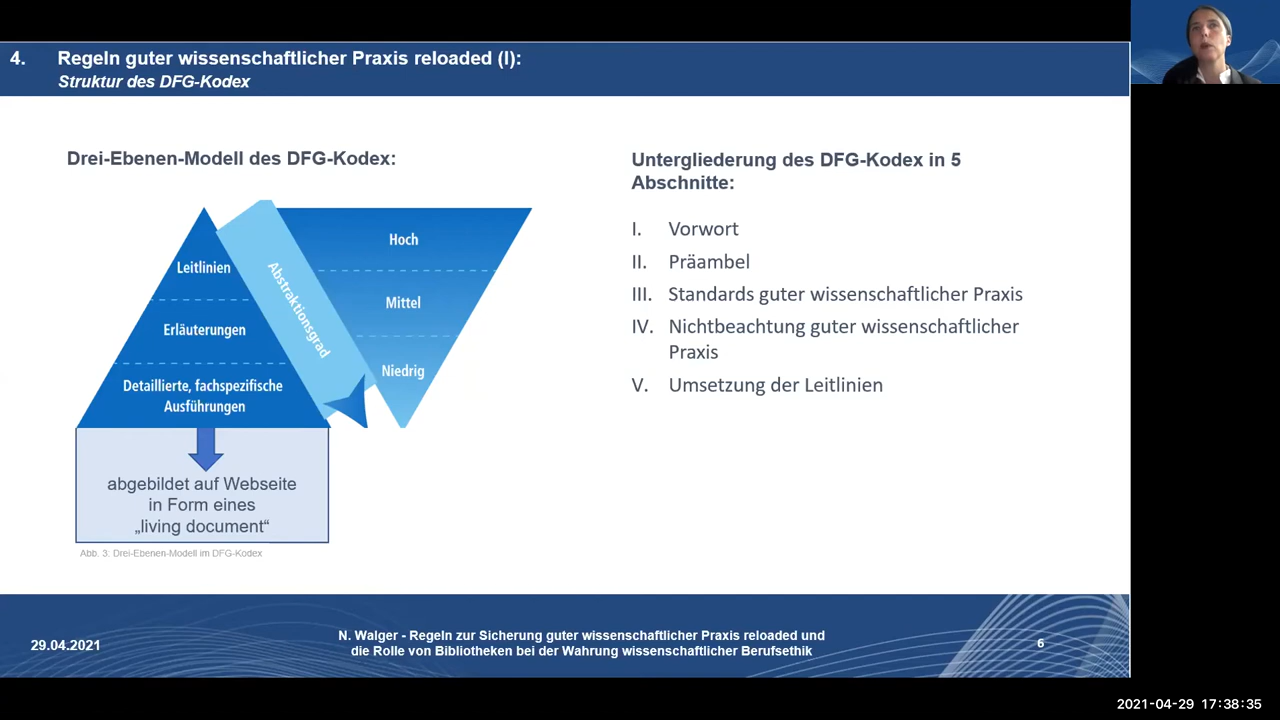 4. Regeln guter wissenschaftlicher Praxis reloaded (I):
Struktur des DFG-Kodex
Drei-Ebenen-Modell des DFG-Kodex:
Leitlinien
Erläuterungen
Detaillierte, fachspezifische
Ausführungen
Abstraktionsgrad
Hoch
Mittel
Niedrig
abgebildet auf Webseite
in Form eines
„living document“
Abb. 3: Drei-Ebenen-Modell im DFG-Kodex
Untergliederung des DFG-Kodex in 5
Abschnitte:
I. Vorwort
II. Präambel
III. Standards guter wissenschaftlicher Praxis
IV. Nichtbeachtung guter wissenschaftlicher
Praxis
V. Umsetzung der Leitlinien
29.04.2021
N. Walger - Regeln zur Sicherung guter wissenschaftlicher Praxis reloaded und
die Rolle von Bibliotheken bei der Wahrung wissenschaftlicher Berufsethik
6
2021-04-29 17:38:35